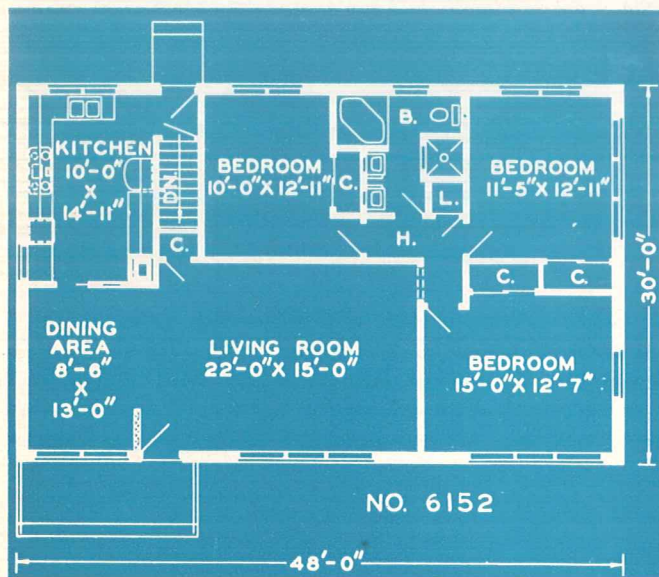 KITCHEN
10'-0"
X
14'-11"
DN.
C.
BEDROOM
10'-0" X 12'-11"
C.
B.
L.
H.
BEDROOM
11'-5" X 12'-11"
C.
C.
DINING
AREA
8'-6"
X
13'-0"
LIVING ROOM
22'-0" X 15'-0"
BEDROOM
15'-0" X 12'-7"
30'-0"
NO. 6152
48'-0"